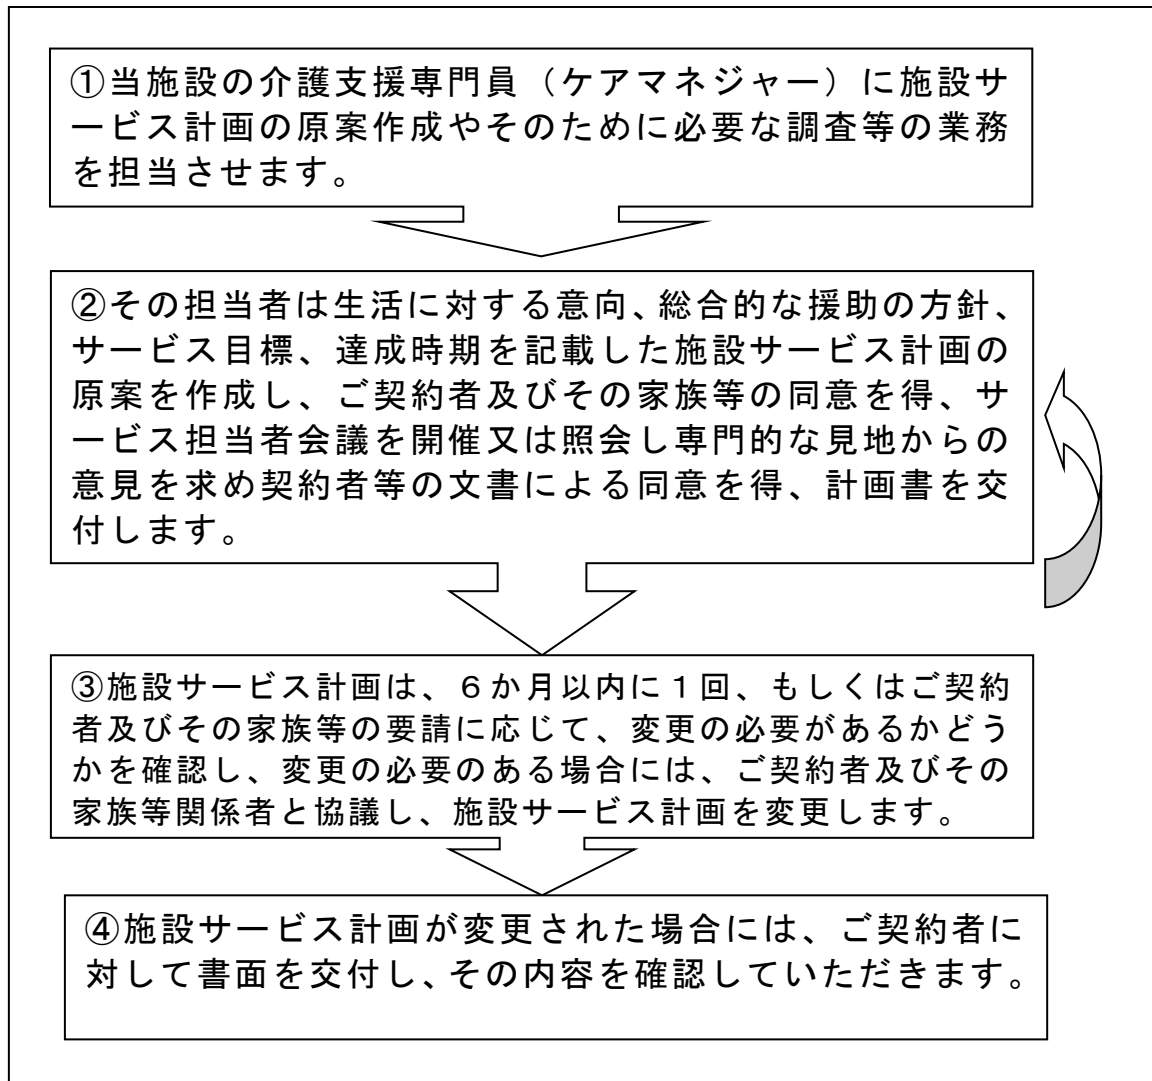 ①当施設の介護支援専門員（ケアマネジャー）に施設サ
ービス計画の原案作成やそのために必要な調査等の業務
を担当させます。
②その担当者は生活に対する意向、総合的な援助の方針、
サービス目標、達成時期を記載した施設サービス計画の
原案を作成し、ご契約者及びその家族等の同意を得、サ
ービス担当者会議を開催又は照会し専門的な見地からの
意見を求め契約者等の文書による同意を得、計画書を交
付します。
③施設サービス計画は、６か月以内に１回、もしくはご契約
者及びその家族等の要請に応じて、変更の必要があるかどう
かを確認し、変更の必要のある場合には、ご契約者及びその
家族等関係者と協議し、施設サービス計画を変更します。
④施設サービス計画が変更された場合には、ご契約者に
対して書面を交付し、その内容を確認していただきます。